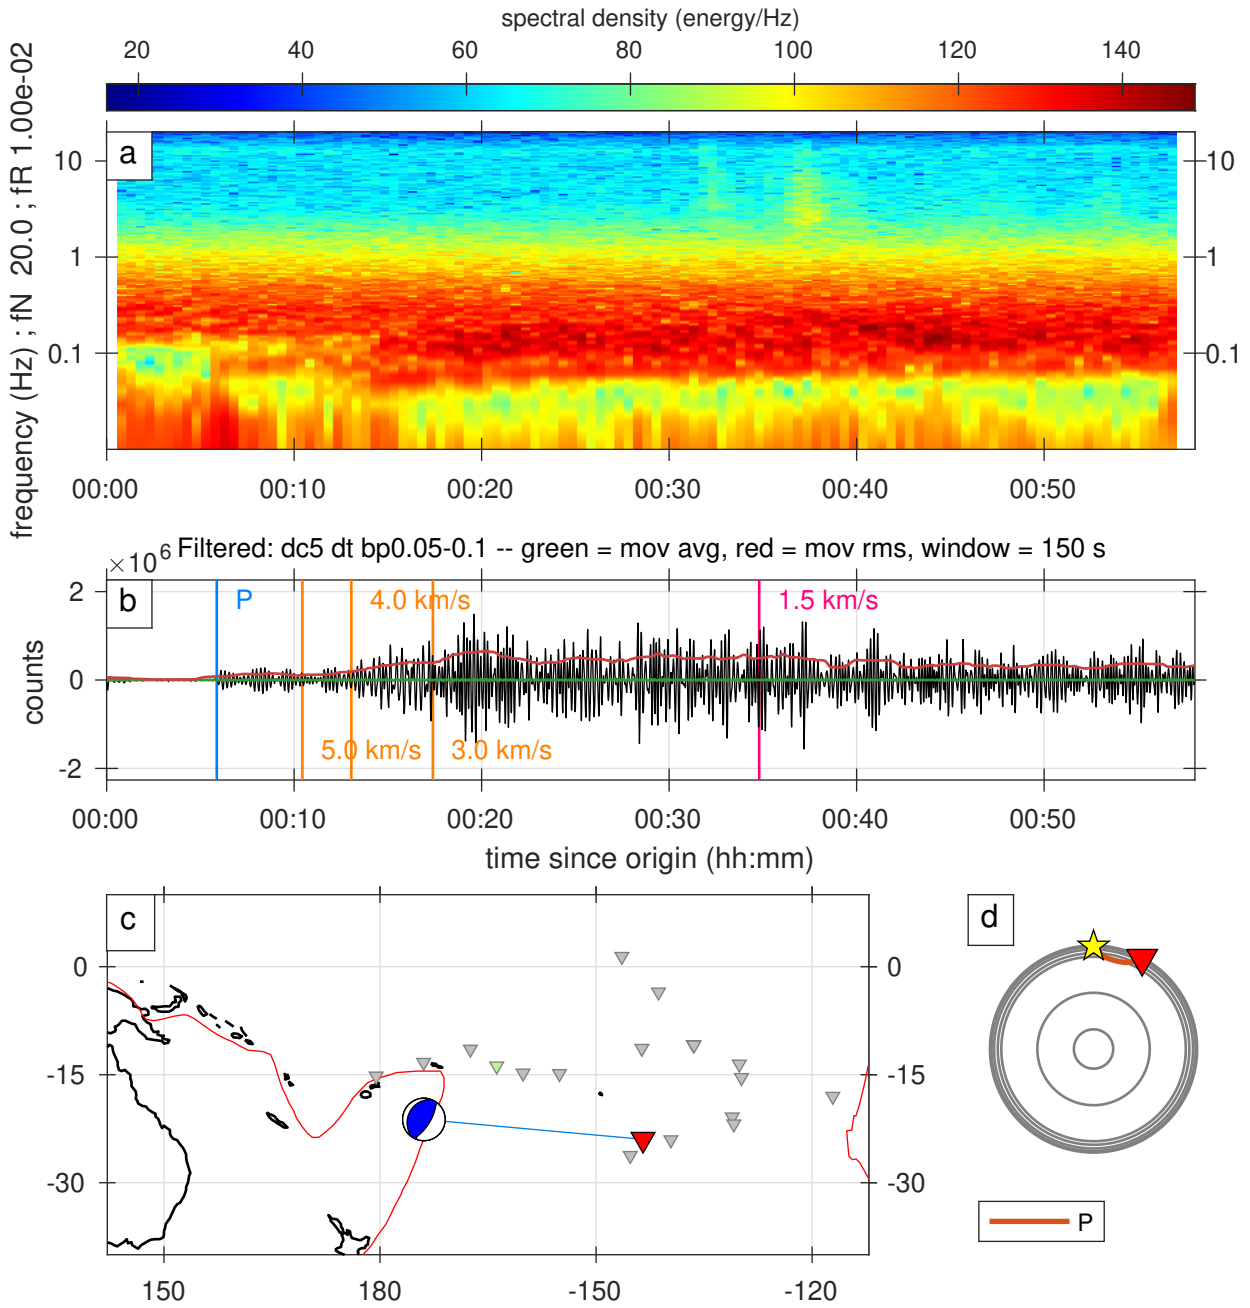 spectral density (energy/Hz)
20 40 60 80 100 120 140
frequency (Hz) ; fN 20.0 ; fR 1.00e-02
a
10 10
1 1
0.1 0.1
00:00 00:10 00:20 00:30 00:40 00:50
×10^6 Filtered: dc5 dt bp0.05-0.1 -- green = mov avg, red = mov rms, window = 150 s
b
counts
2
0
-2
P 4.0 km/s 1.5 km/s
5.0 km/s 3.0 km/s
00:00 00:10 00:20 00:30 00:40 00:50
time since origin (hh:mm)
c
0 0
-15 -15
-30 -30
150 180 -150 -120
d
P